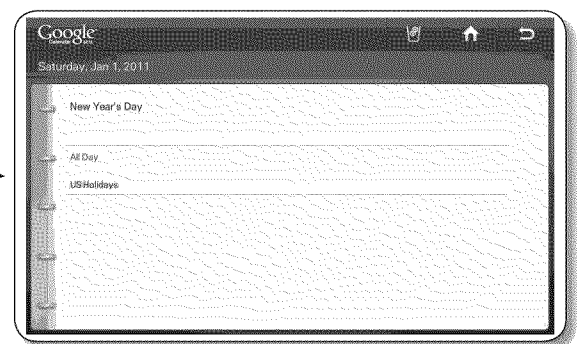 Google
Calendar
Saturday, Jan 1, 2011
New Year's Day
All Day
US Holidays